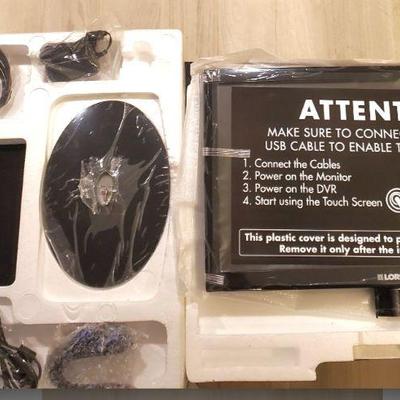 ATTENT
MAKE SURE TO CONNEC
USB CABLE TO ENABLE T
1. Connect the Cables
2. Power on the Monitor
3. Power on the DVR
4. Start using the Touch Screen
This plastic cover is designed to p
Remove it only after the i
LOR